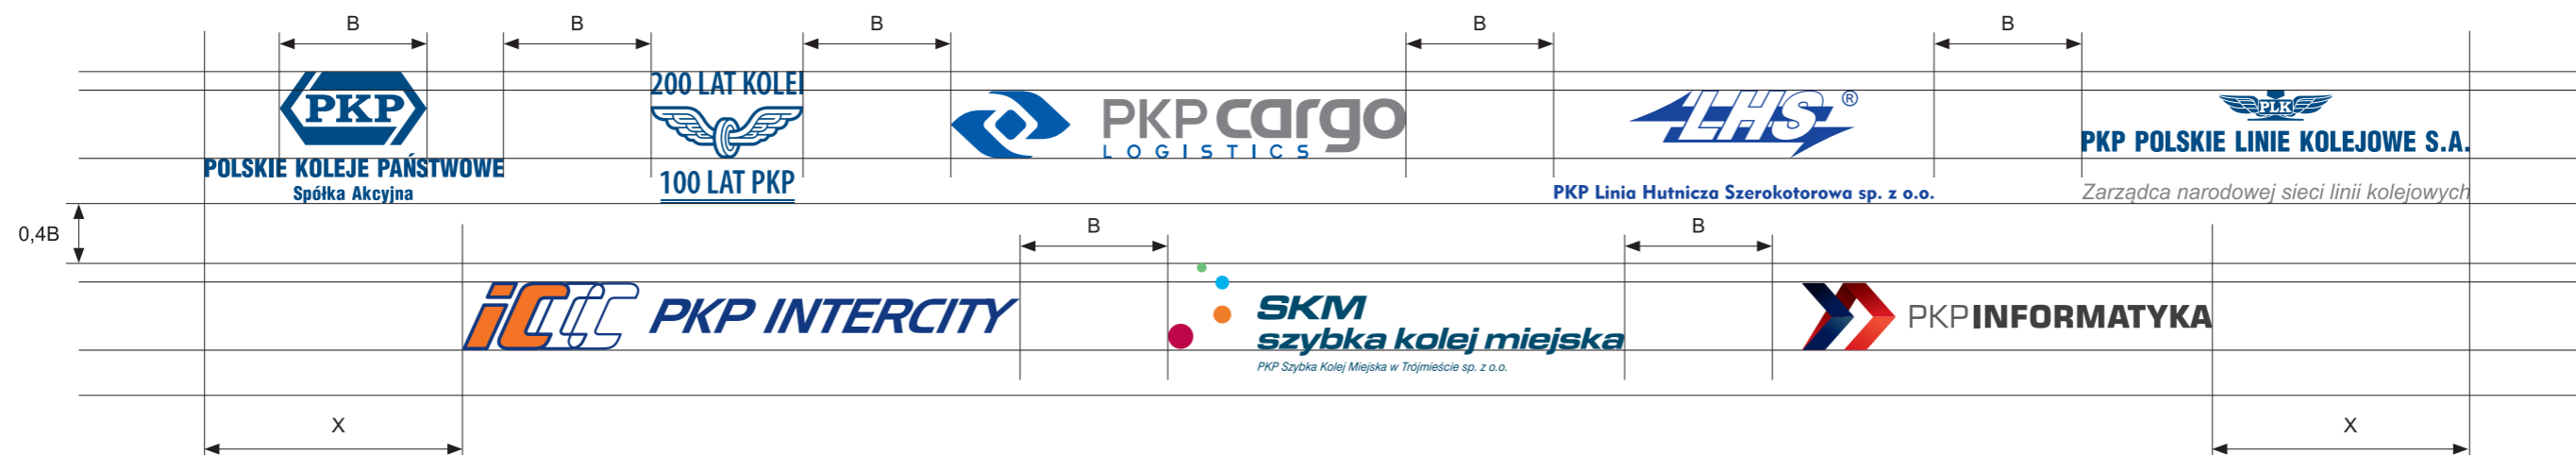 B
B
B
B
B
200 LAT KOLEI
PKP
POLSKIE KOLEJE PAŃSTWOWE
Spółka Akcyjna
100 LAT PKP
PKP cargo
LOGISTICS
LHS®
PKP Linia Hutnicza Szerokotorowa sp. z o.o.
PLK
PKP POLSKIE LINIE KOLEJOWE S.A.
Zarządca narodowej sieci linii kolejowych
0,4B
B
B
iC PKP INTERCITY
SKM
szybka kolej miejska
PKP Szybka Kolej Miejska w Trójmieście sp. z o.o.
PKPINFORMATYKA
X
X